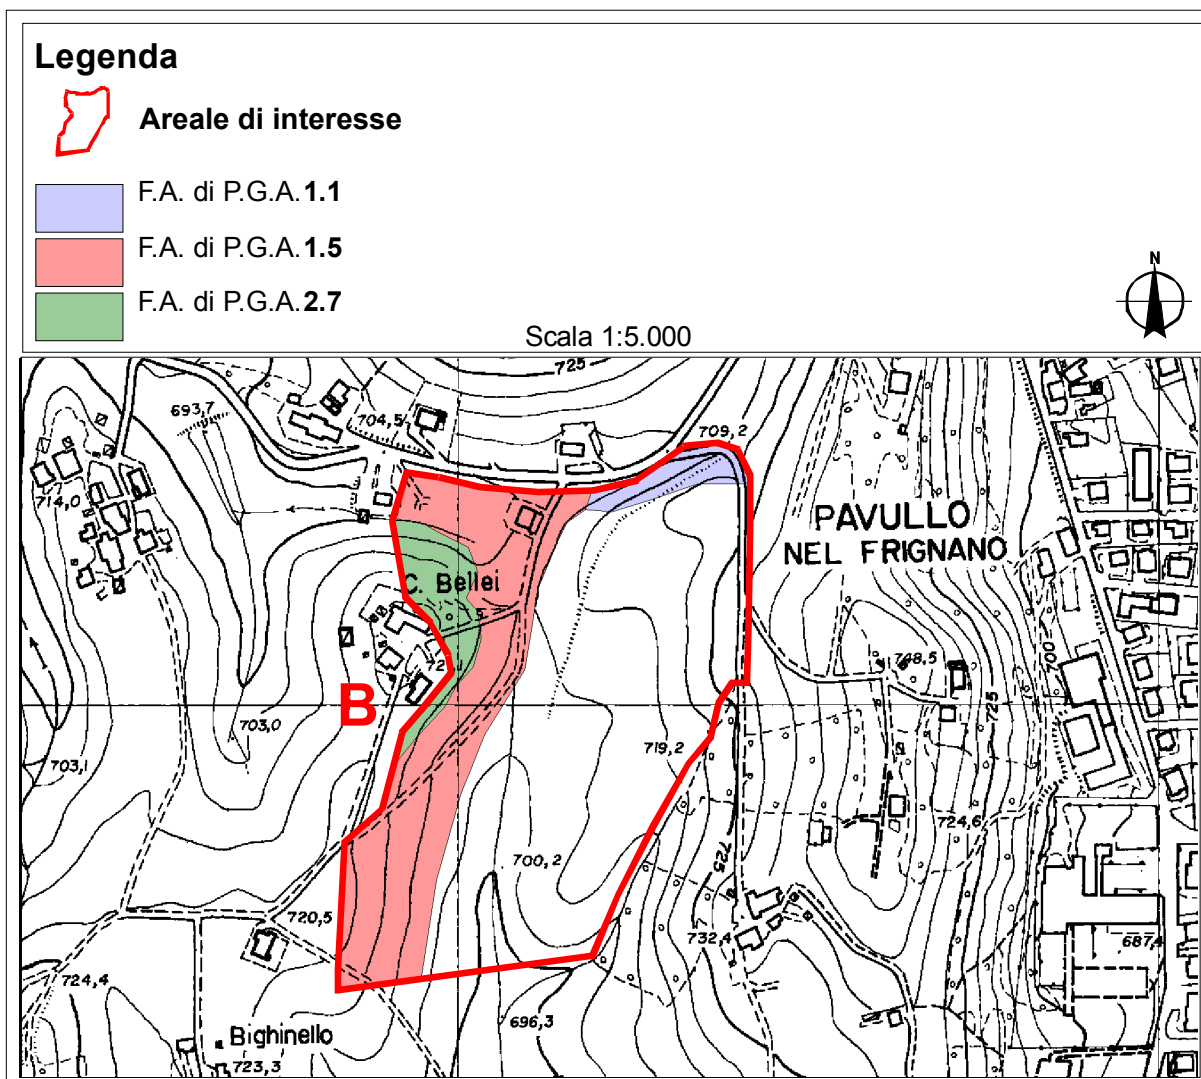 Legenda
Areale di interesse
F.A. di P.G.A. 1.1
F.A. di P.G.A. 1.5
F.A. di P.G.A. 2.7
N
Scala 1:5.000
725
693,7
704,5
709,2
714,0
PAVULLO
NEL FRIGNANO
C. Bellei
700
748,5
B
703,0
725
703,1
719,2
724,6
700,2
725
720,5
732,4
687,4
724,4
696,3
Bighinello
723,3